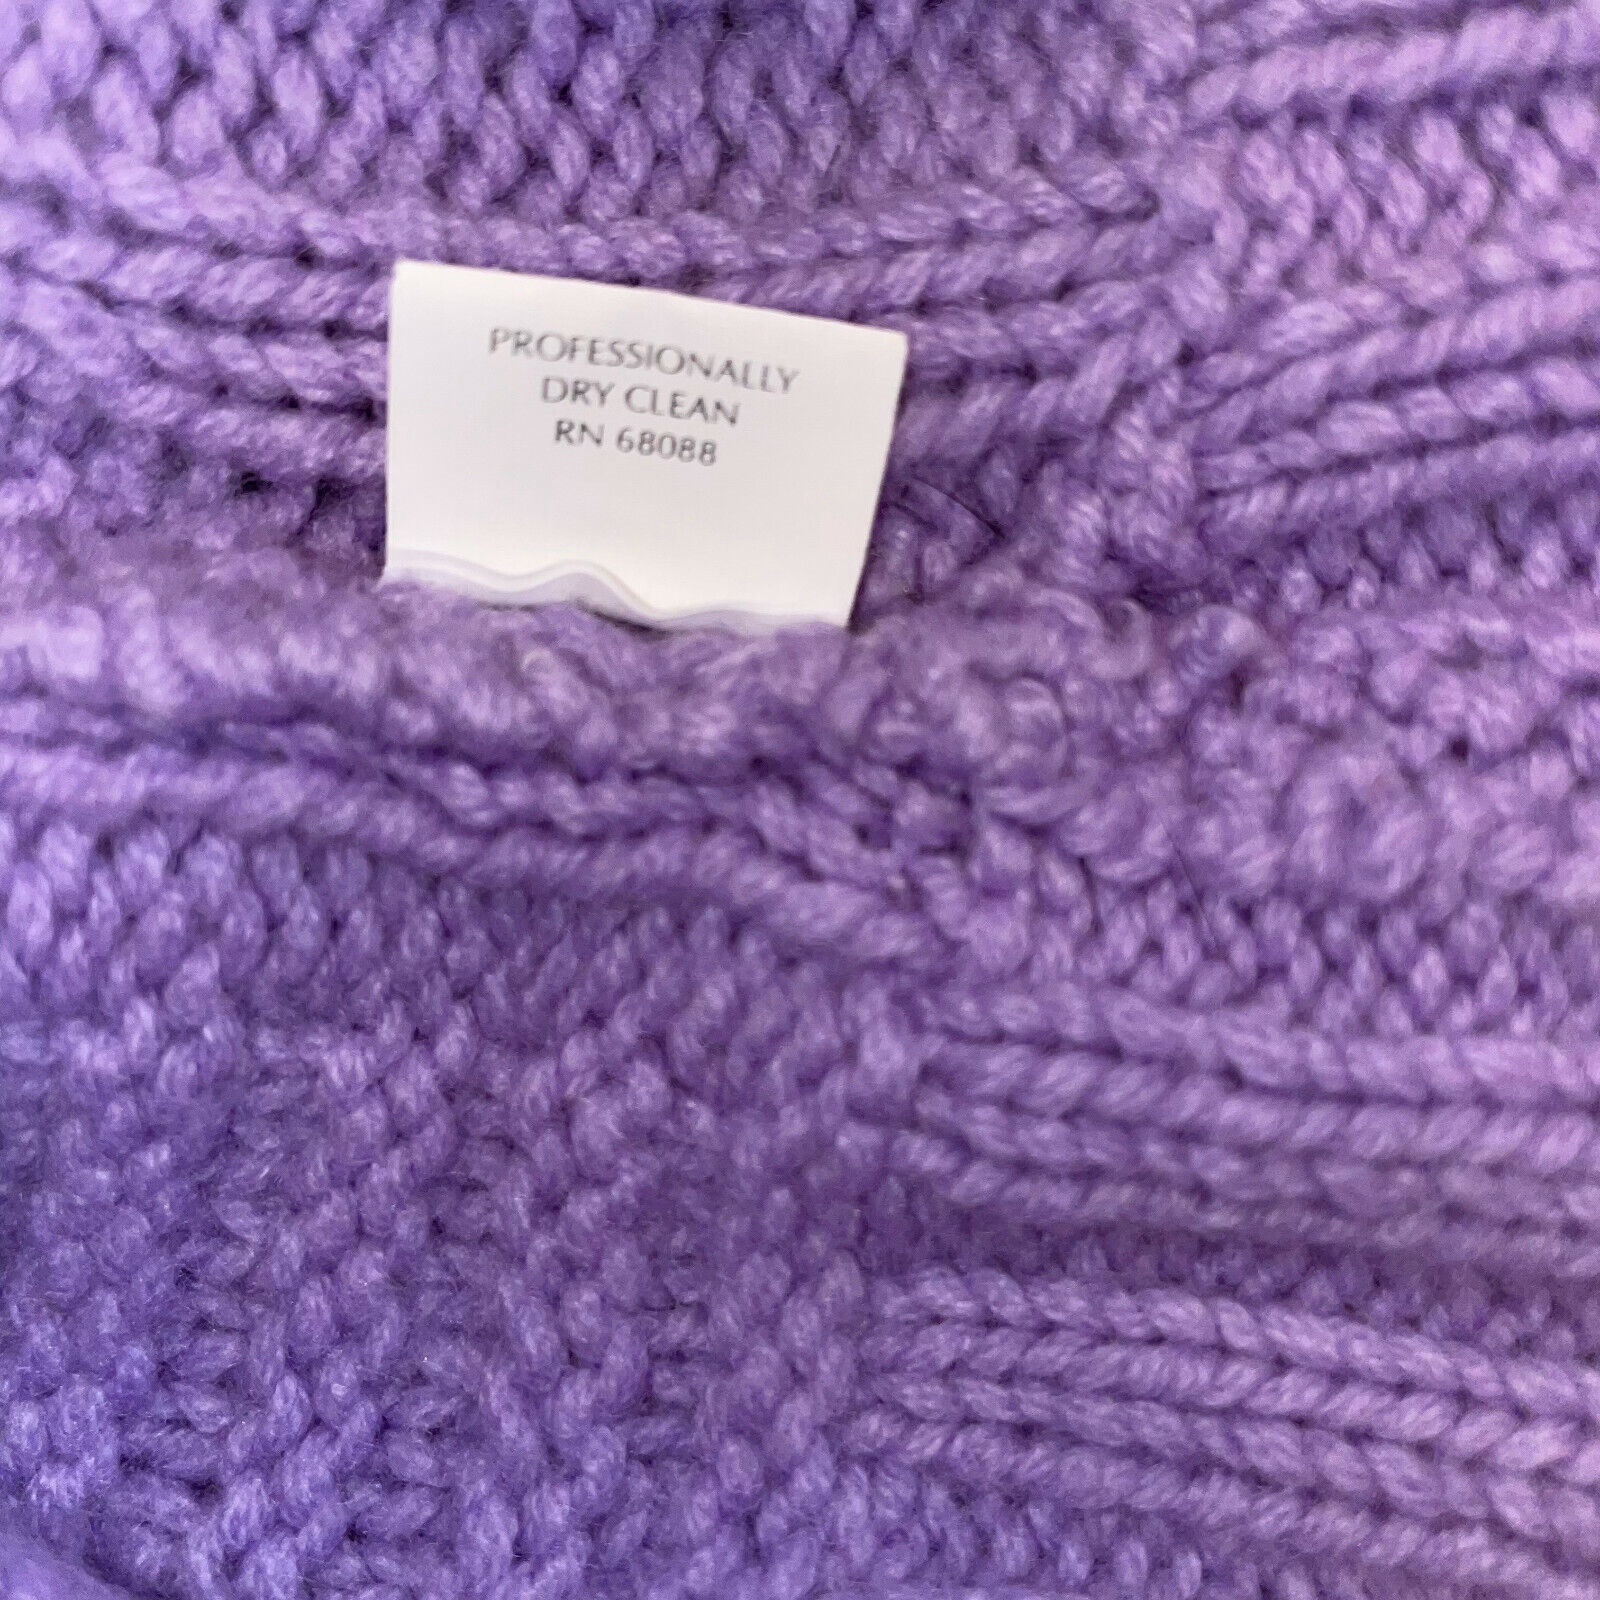 PROFESSIONALLY
DRY CLEAN
RN 68088